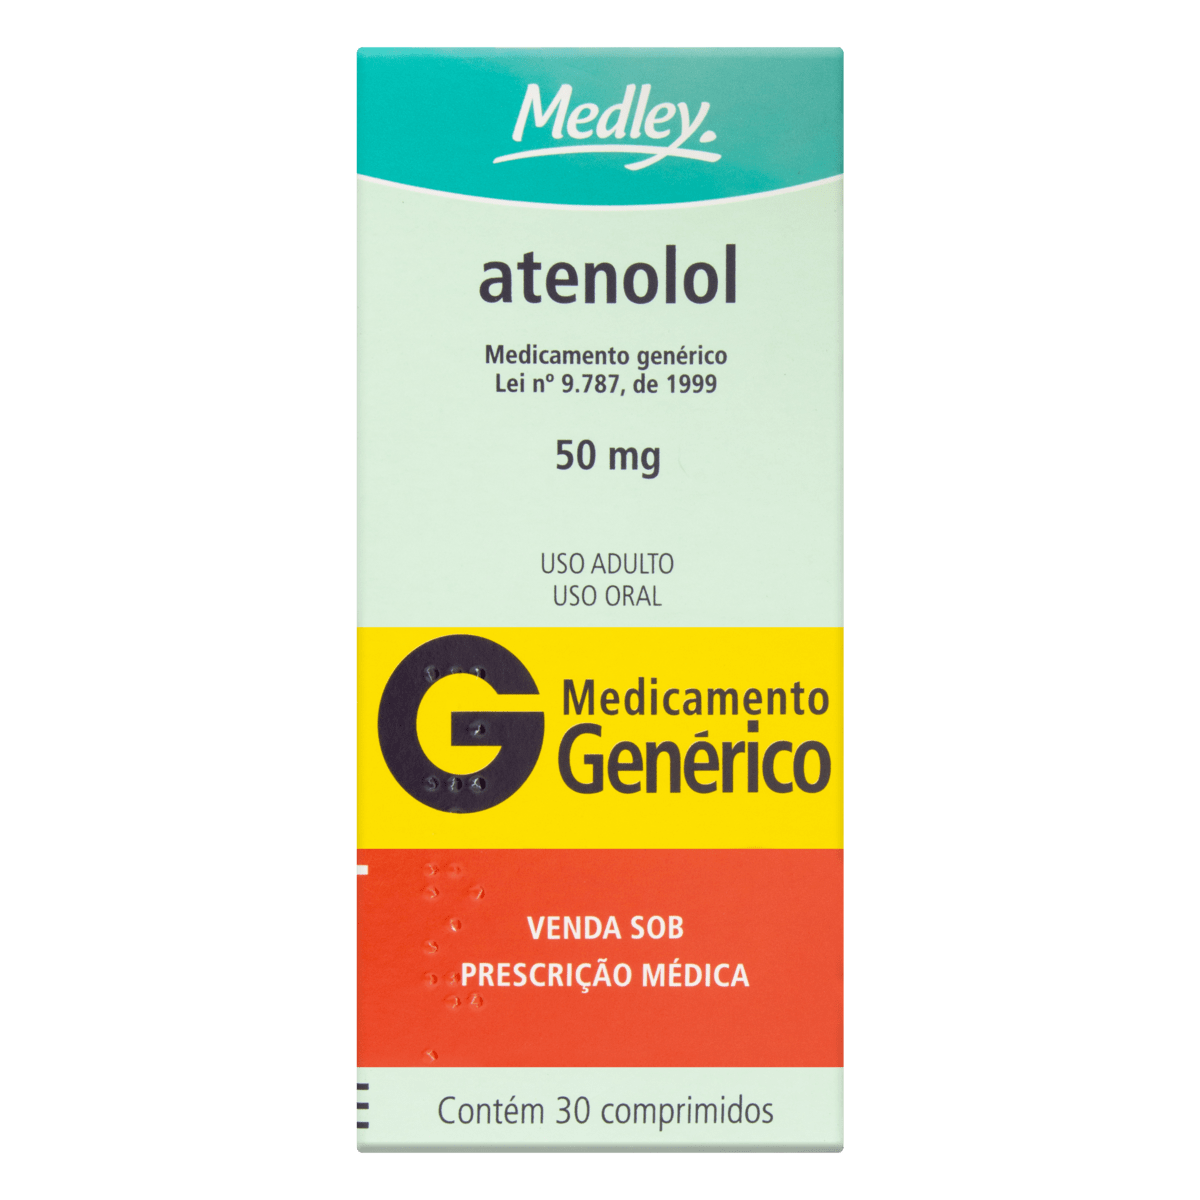 Medley.
atenolol
Medicamento genérico
Lei nº 9.787, de 1999
50 mg
USO ADULTO
USO ORAL
G Medicamento
Genérico
VENDA SOB
PRESCRIÇÃO MÉDICA
Contém 30 comprimidos